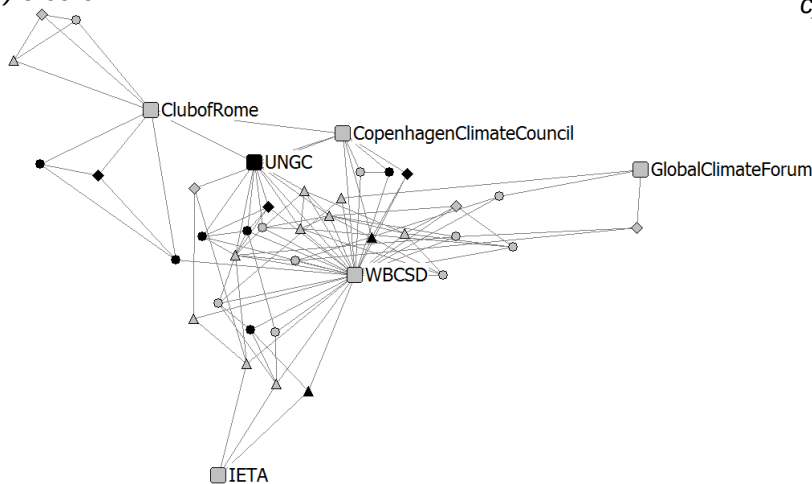 ClubofRome
CopenhagenClimateCouncil
UNGC
GlobalClimateForum
WBCSD
IETA